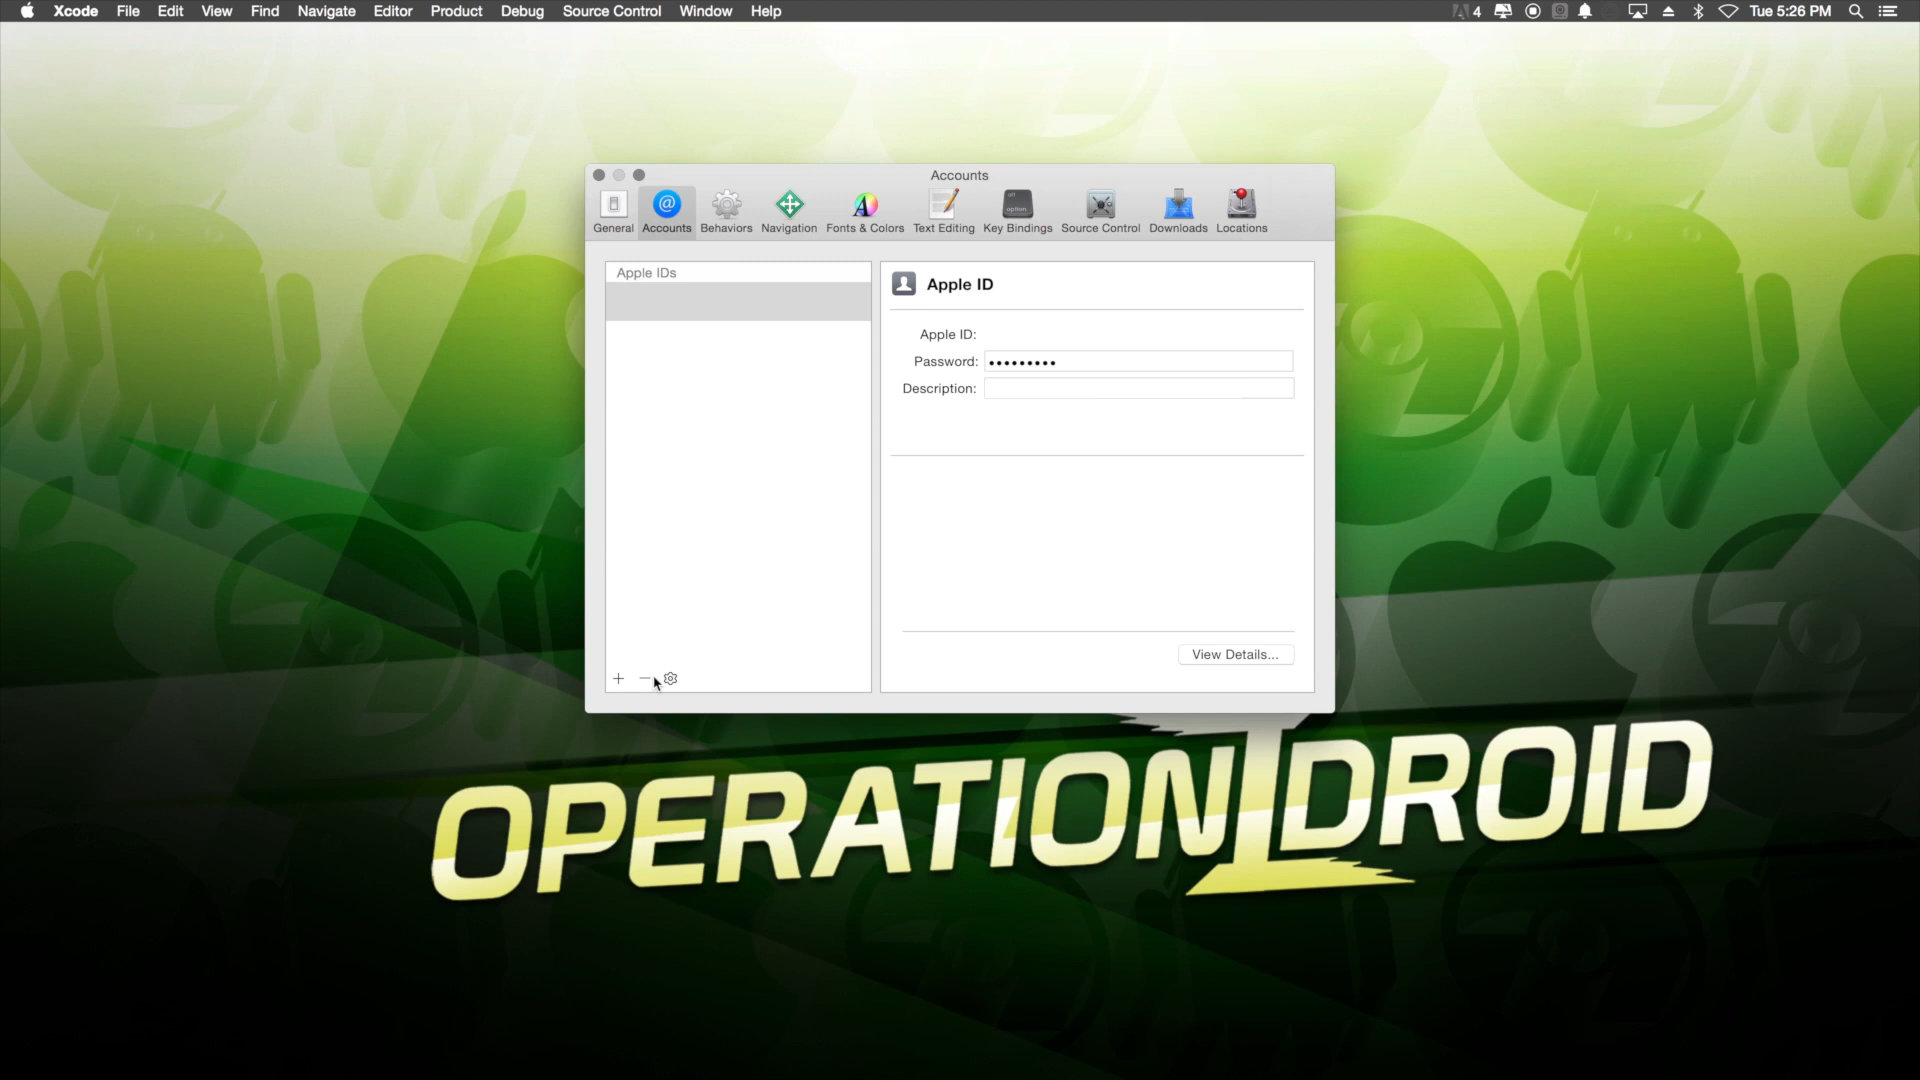 Xcode File Edit View Find Navigate Editor Product Debug Source Control Window Help 4 Tue 5:26 PM
Accounts
General Accounts Behaviors Navigation Fonts & Colors Text Editing Key Bindings Source Control Downloads Locations
Apple IDs
Apple ID
Apple ID:
Password: •••••••••
Description:
View Details...
OPERATION DROID